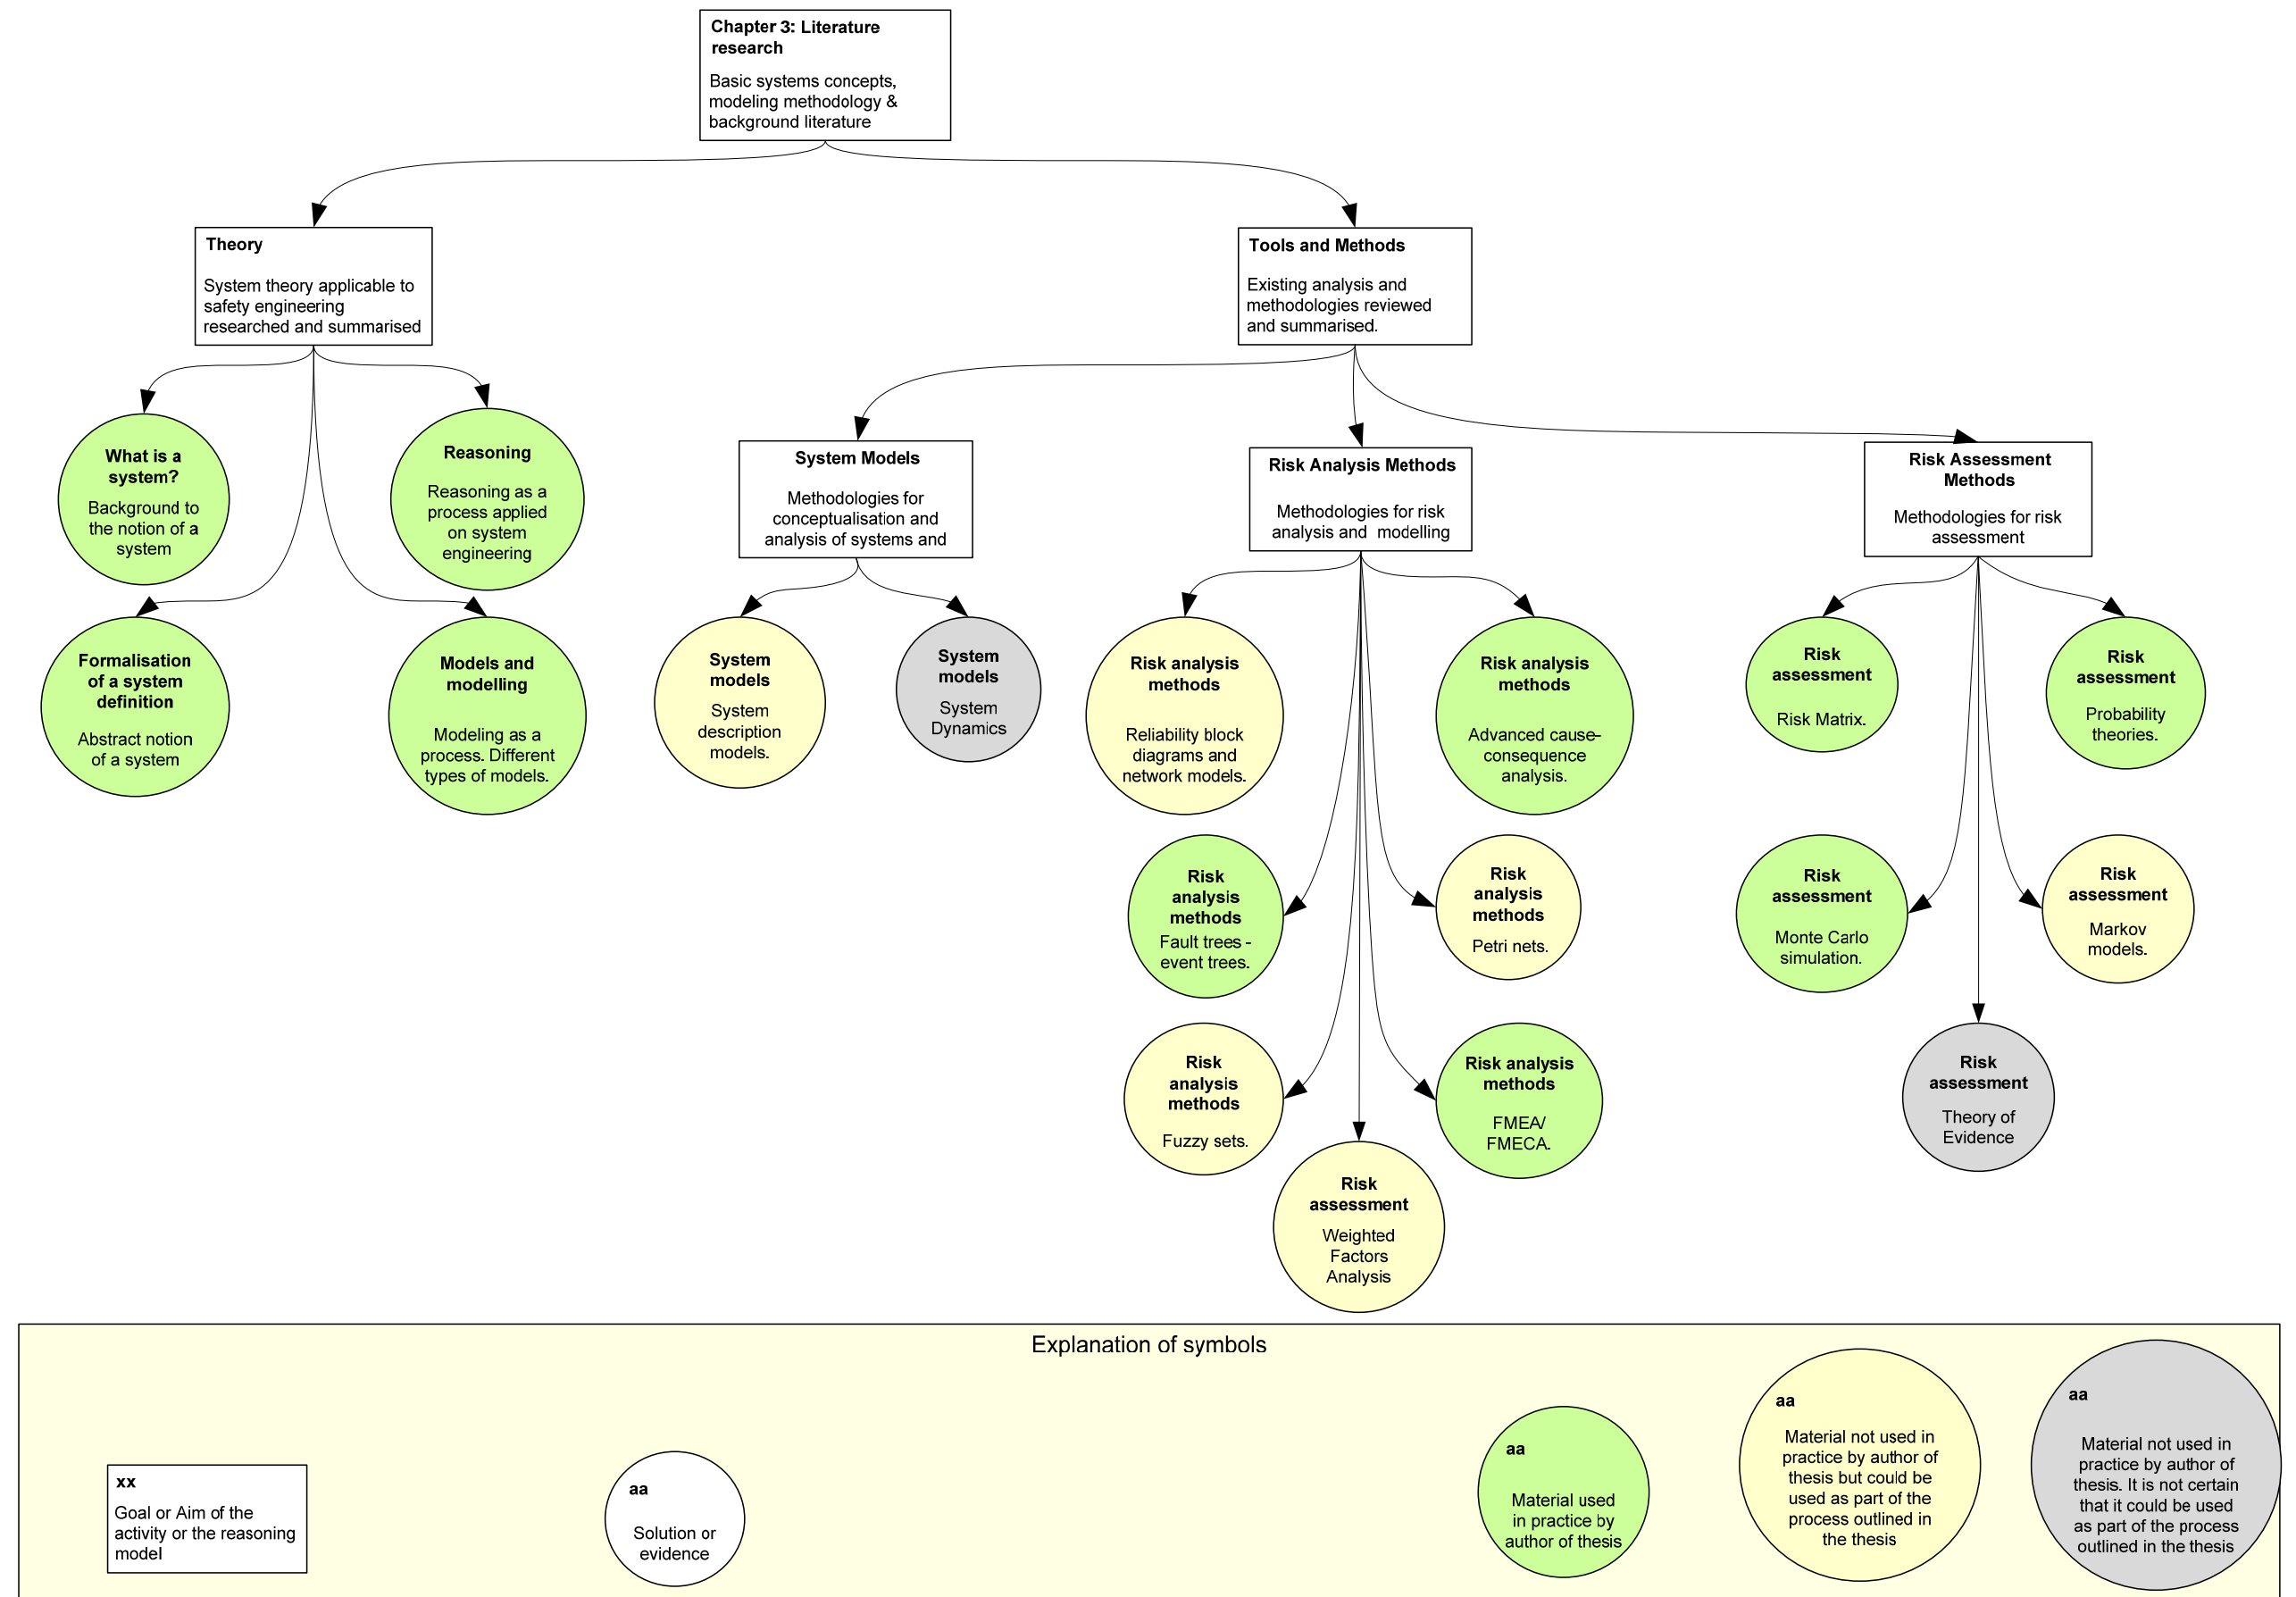 Chapter 3: Literature
research
Basic systems concepts,
modeling methodology &
background literature
Theory
System theory applicable to
safety engineering
researched and summarised
Tools and Methods
Existing analysis and
methodologies reviewed
and summarised.
What is a
system?
Background to
the notion of a
system
Reasoning
Reasoning as a
process applied
on system
engineering
System Models
Methodologies for
conceptualisation and
analysis of systems and
Risk Analysis Methods
Methodologies for risk
analysis and modelling
Risk Assessment
Methods
Methodologies for risk
assessment
Formalisation
of a system
definition
Abstract notion
of a system
Models and
modelling
Modeling as a
process. Different
types of models.
System
models
System
description
models.
System
models
System
Dynamics
Risk analysis
methods
Reliability block
diagrams and
network models.
Risk analysis
methods
Advanced cause-
consequence
analysis.
Risk
assessment
Risk Matrix.
Risk
assessment
Probability
theories.
Risk
analysis
methods
Fault trees -
event trees.
Risk
analysis
methods
Petri nets.
Risk
assessment
Monte Carlo
simulation.
Risk
assessment
Markov
models.
Risk
analysis
methods
Fuzzy sets.
Risk analysis
methods
FMEA/
FMECA.
Risk
assessment
Theory of
Evidence
Risk
assessment
Weighted
Factors
Analysis
Explanation of symbols
xx
Goal or Aim of the
activity or the reasoning
model
aa
Solution or
evidence
aa
Material used
in practice by
author of thesis
aa
Material not used in
practice by author of
thesis but could be
used as part of the
process outlined in
the thesis
aa
Material not used in
practice by author of
thesis. It is not certain
that it could be used
as part of the process
outlined in the thesis